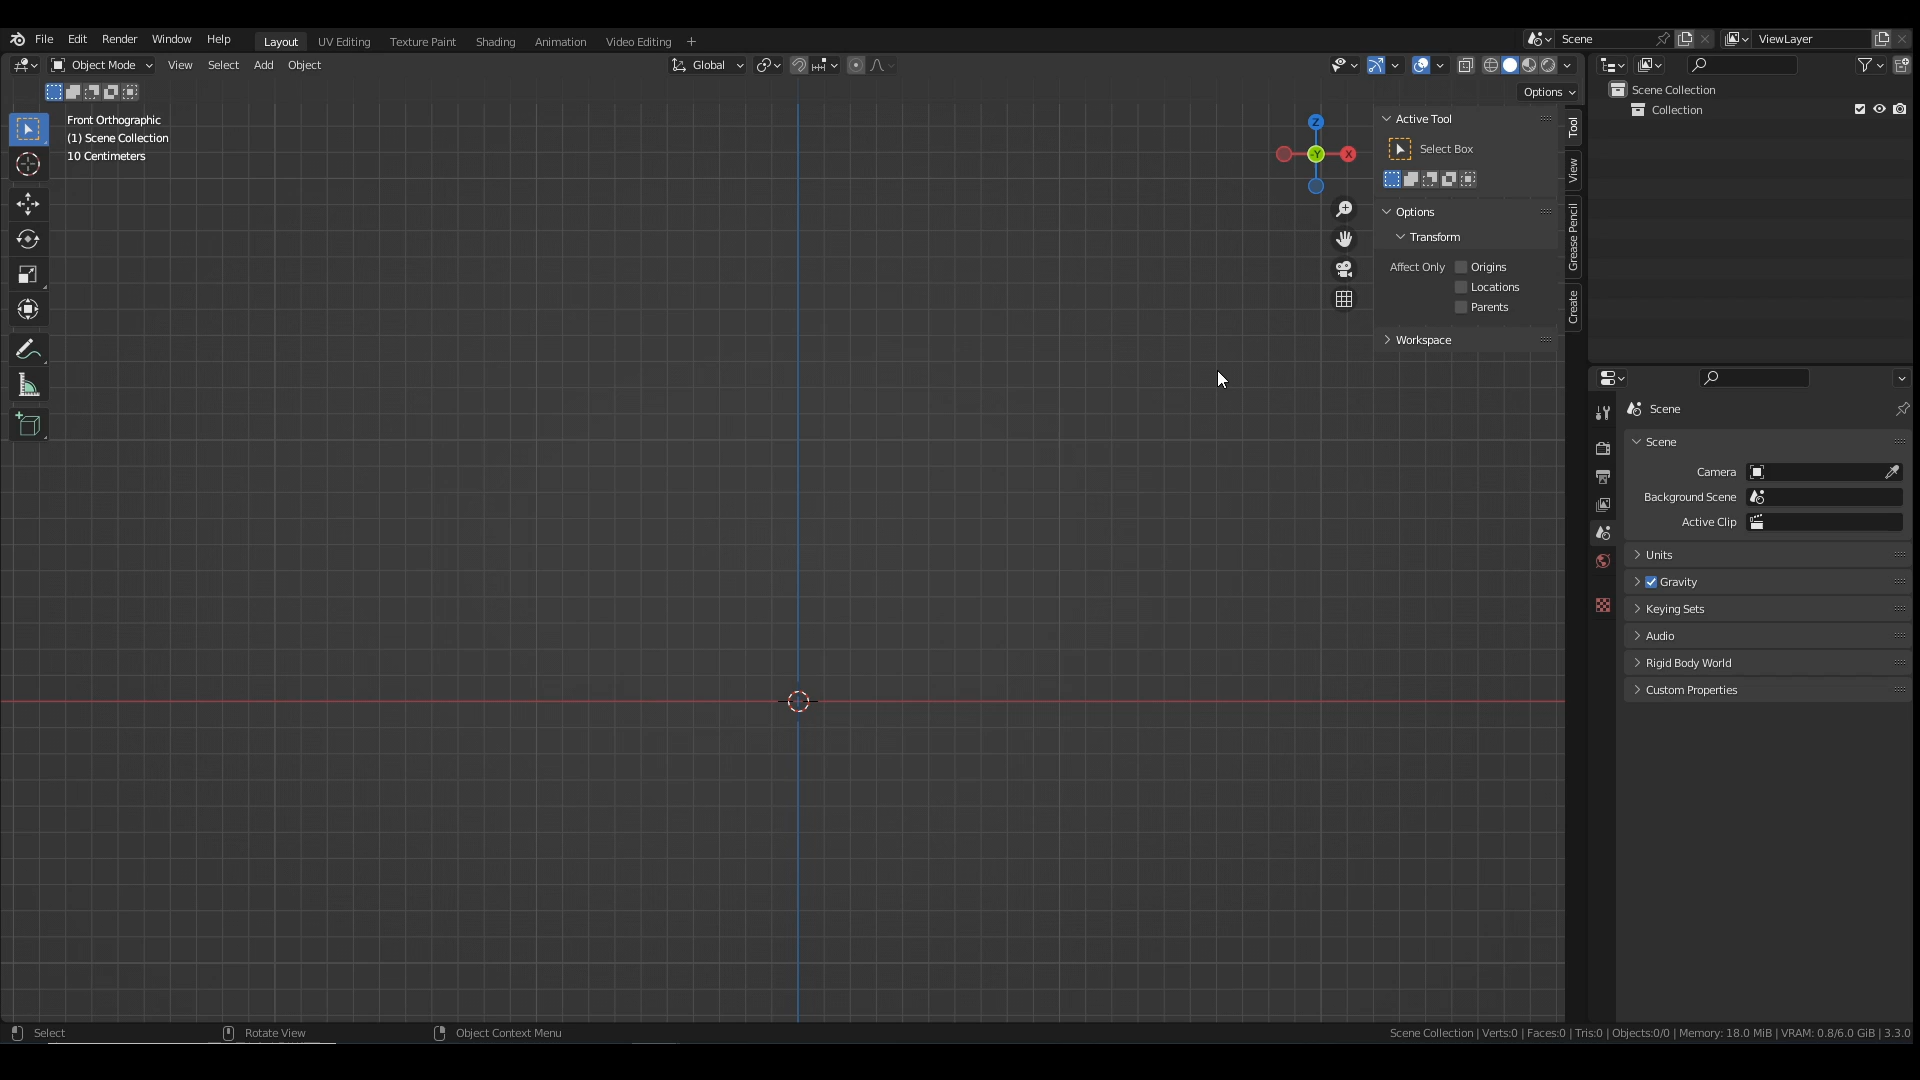 File Edit Render Window Help Layout UV Editing Texture Paint Shading Animation Video Editing + Scene ViewLayer
Object Mode View Select Add Object Global
Options
Front Orthographic
(1) Scene Collection
10 Centimeters
Z
-Y
X
Active Tool
Select Box
Options
Transform
Affect Only Origins
Locations
Parents
Workspace
Tool
View
Grease Pencil
Create
Scene Collection
Collection
Scene
Scene
Camera
Background Scene
Active Clip
Units
Gravity
Keying Sets
Audio
Rigid Body World
Custom Properties
Select Rotate View Object Context Menu Scene Collection | Verts:0 | Faces:0 | Tris:0 | Objects:0/0 | Memory: 18.0 MiB | VRAM: 0.8/6.0 GiB | 3.3.0